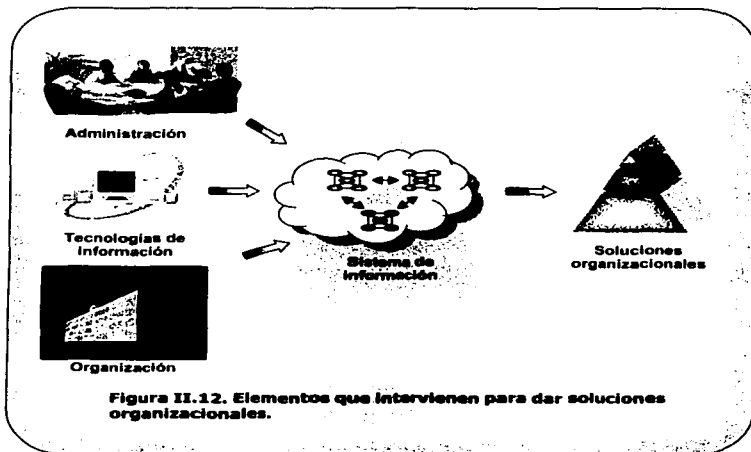 Administración
Tecnologías de
información
Organización
Sistema de
información
Soluciones
organizacionales
Figura II.12. Elementos que intervienen para dar soluciones
organizacionales.